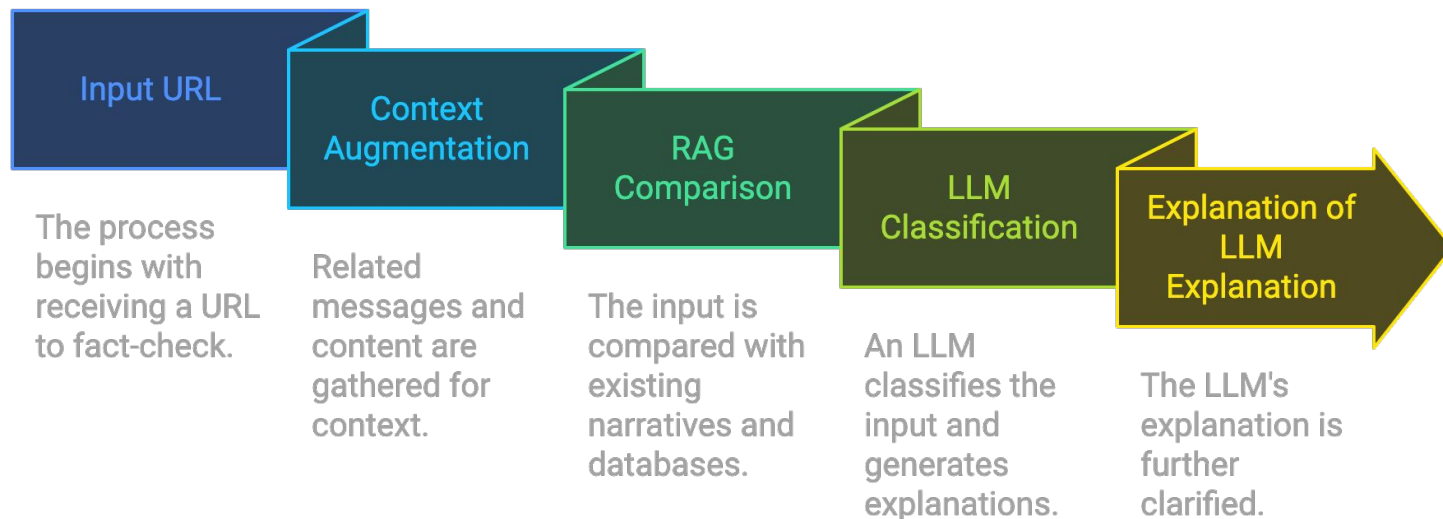 Input URL
The process
begins with
receiving a URL
to fact-check.
Context
Augmentation
Related
messages and
content are
gathered for
context.
RAG
Comparison
The input is
compared with
existing
narratives and
databases.
LLM
Classification
An LLM
classifies the
input and
generates
explanations.
Explanation of
LLM
Explanation
The LLM's
explanation is
further
clarified.